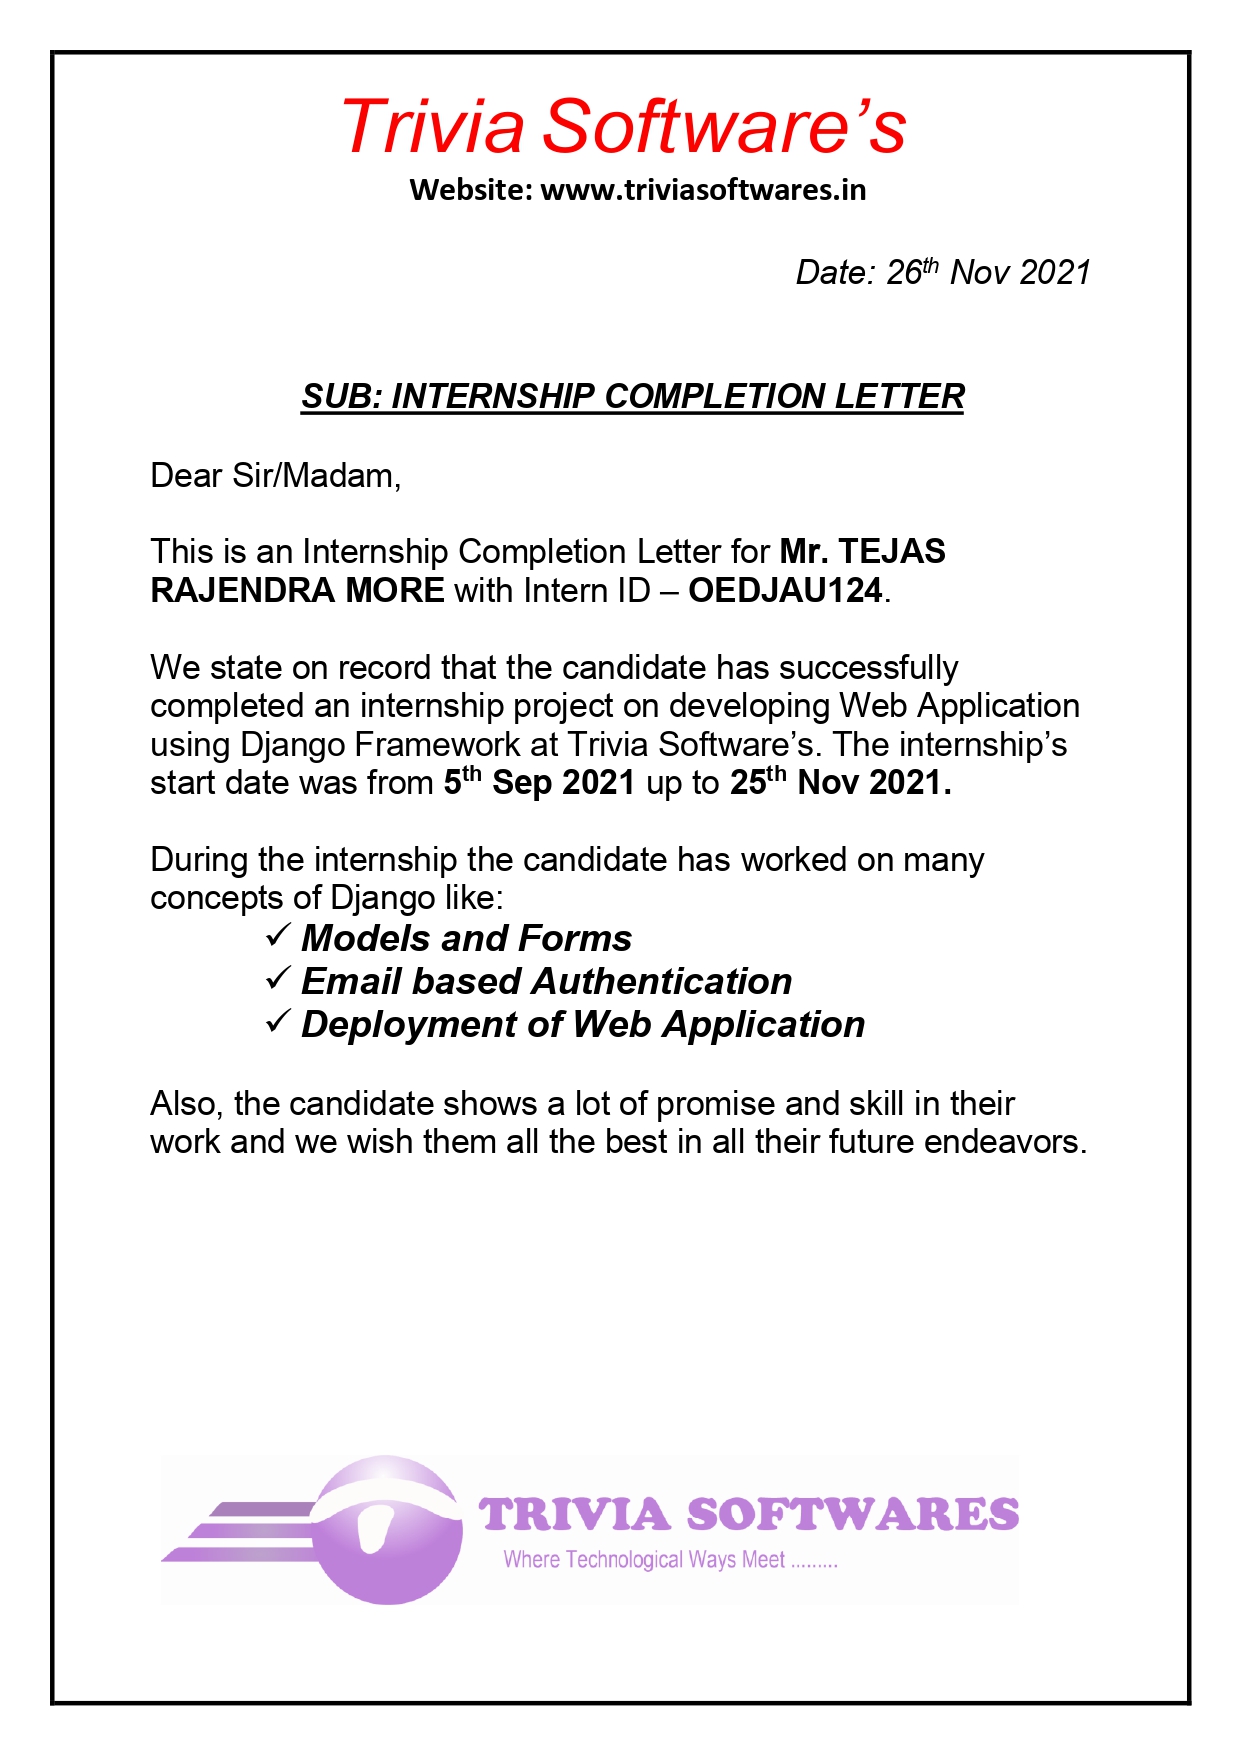 Trivia Software’s
Website: www.triviasoftwares.in
Date: 26th Nov 2021
SUB: INTERNSHIP COMPLETION LETTER
Dear Sir/Madam,
This is an Internship Completion Letter for Mr. TEJAS
RAJENDRA MORE with Intern ID – OEDJAU124.
We state on record that the candidate has successfully
completed an internship project on developing Web Application
using Django Framework at Trivia Software’s. The internship’s
start date was from 5th Sep 2021 up to 25th Nov 2021.
During the internship the candidate has worked on many
concepts of Django like:
✓ Models and Forms
✓ Email based Authentication
✓ Deployment of Web Application
Also, the candidate shows a lot of promise and skill in their
work and we wish them all the best in all their future endeavors.
TRIVIA SOFTWARES
Where Technological Ways Meet .........